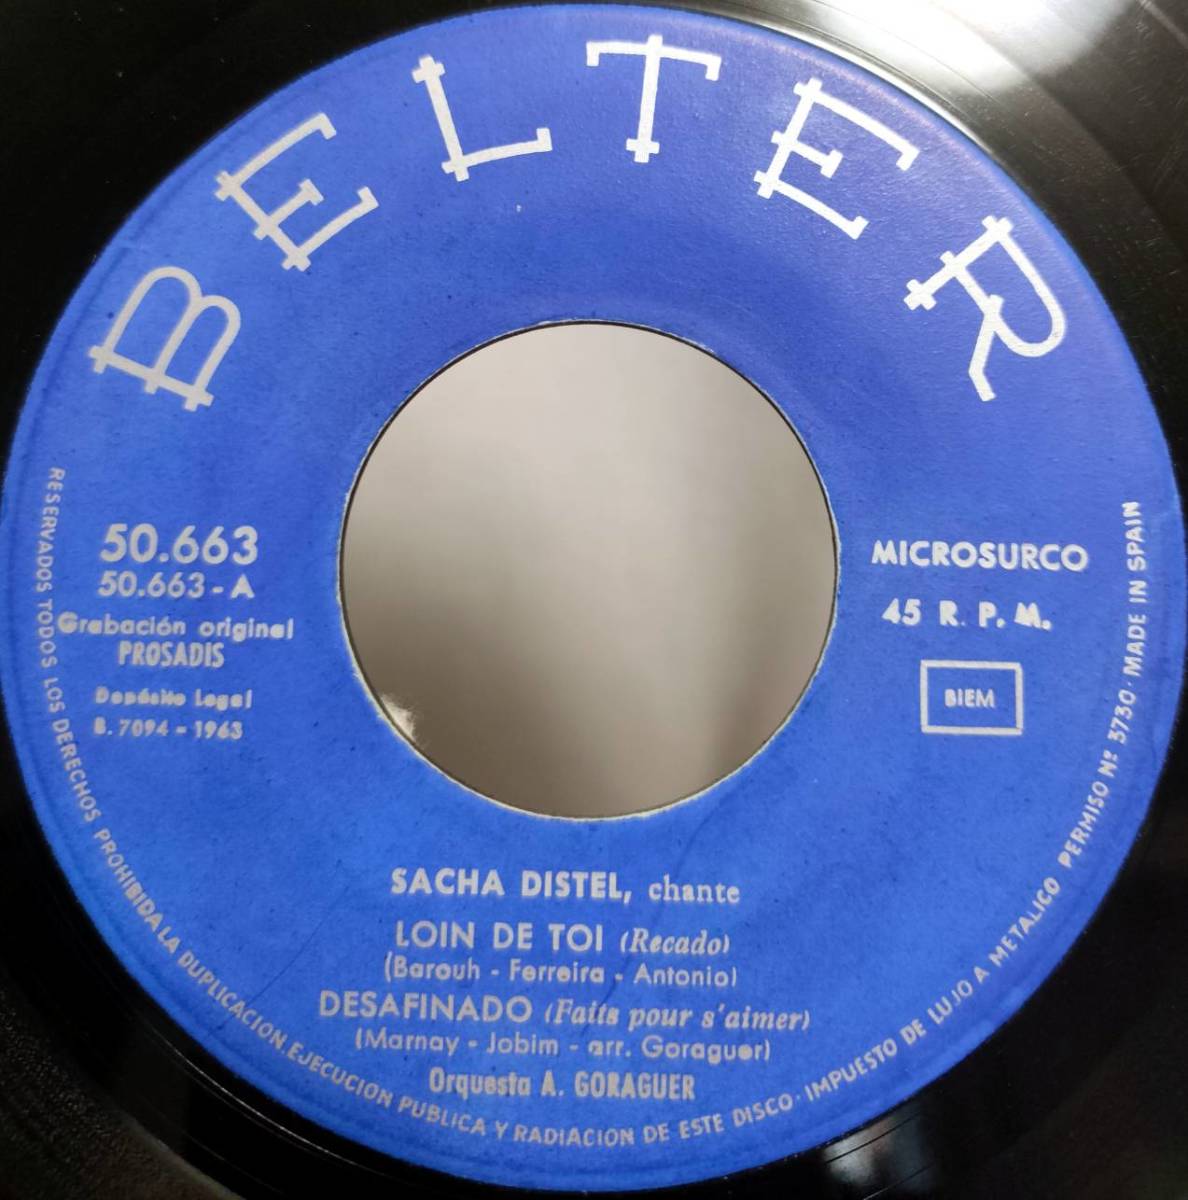 BELTER
50.663
50.663 - A
Grabación original
PROSADIS
Depósito Legal
B. 7094 - 1963
MICROSURCO
45 R. P. M.
BIEM
SACHA DISTEL, chante
LOIN DE TOI (Recado)
(Barouh - Ferreira - Antonio)
DESAFINADO (Faits pour s'aimer)
(Marnay - Jobim - arr. Goraguer)
Orquesta A. GORAGUER
RESERVADOS TODOS LOS DERECHOS PROHIBIDA LA DUPLICACION, EJECUCION PUBLICA Y RADIACION DE ESTE DISCO · IMPUESTO DE LUJO A METALICO PERMISO Nº 3730 · MADE IN SPAIN